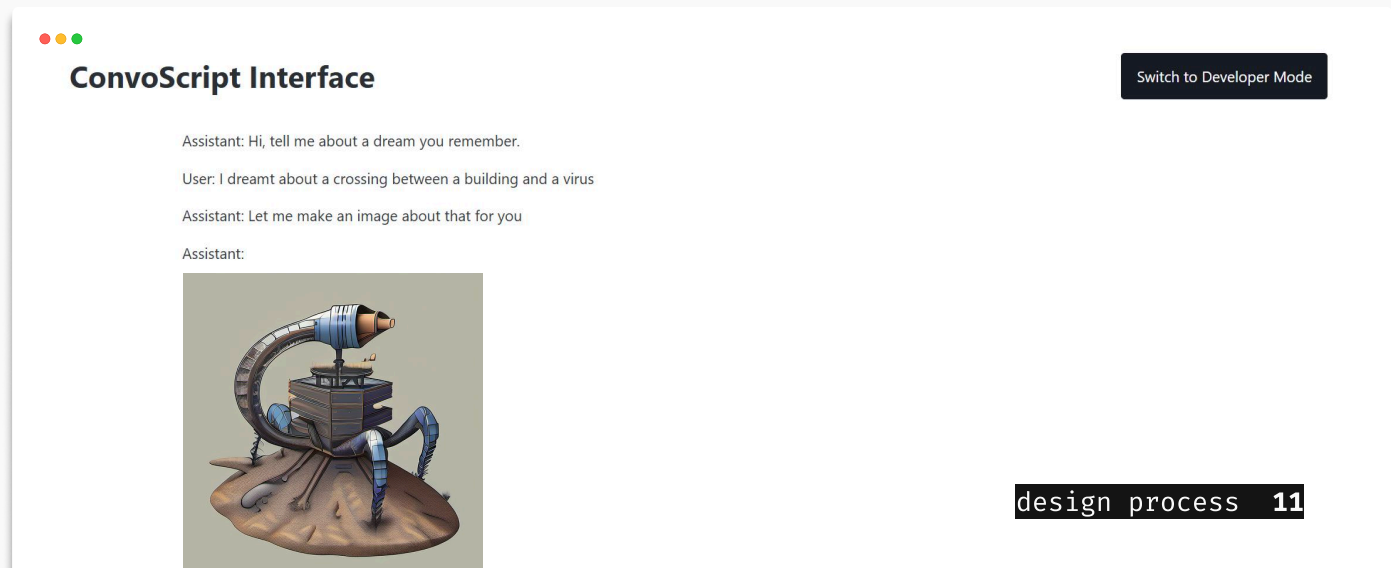 ConvoScript Interface
Switch to Developer Mode
Assistant: Hi, tell me about a dream you remember.
User: I dreamt about a crossing between a building and a virus
Assistant: Let me make an image about that for you
Assistant:
design process 11